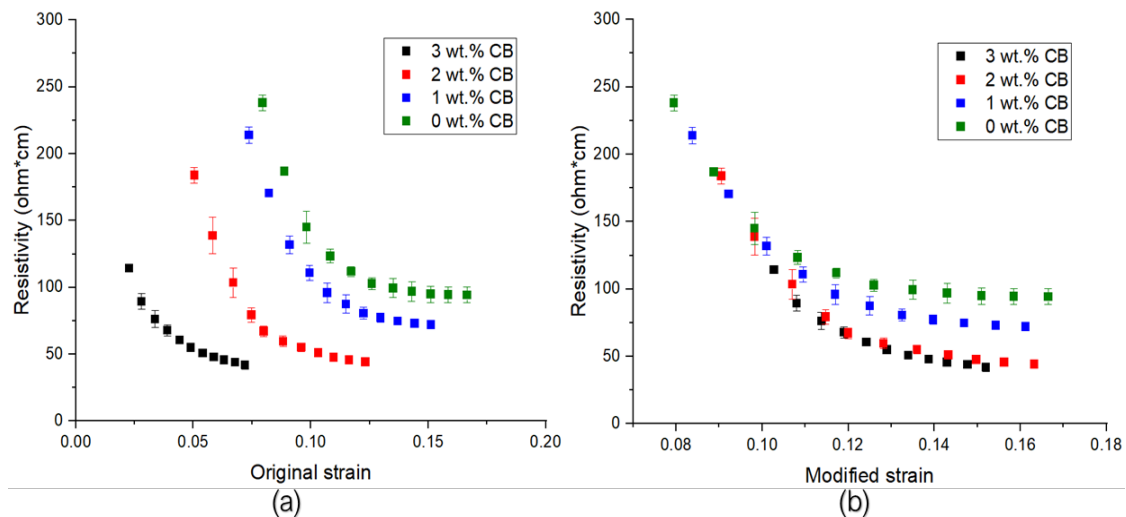 300
250
200
150
100
50
0
Resistivity (ohm*cm)
3 wt.% CB
2 wt.% CB
1 wt.% CB
0 wt.% CB
0.00 0.05 0.10 0.15 0.20
Original strain
(a)
300
250
200
150
100
50
0
Resistivity (ohm*cm)
3 wt.% CB
2 wt.% CB
1 wt.% CB
0 wt.% CB
0.08 0.10 0.12 0.14 0.16 0.18
Modified strain
(b)